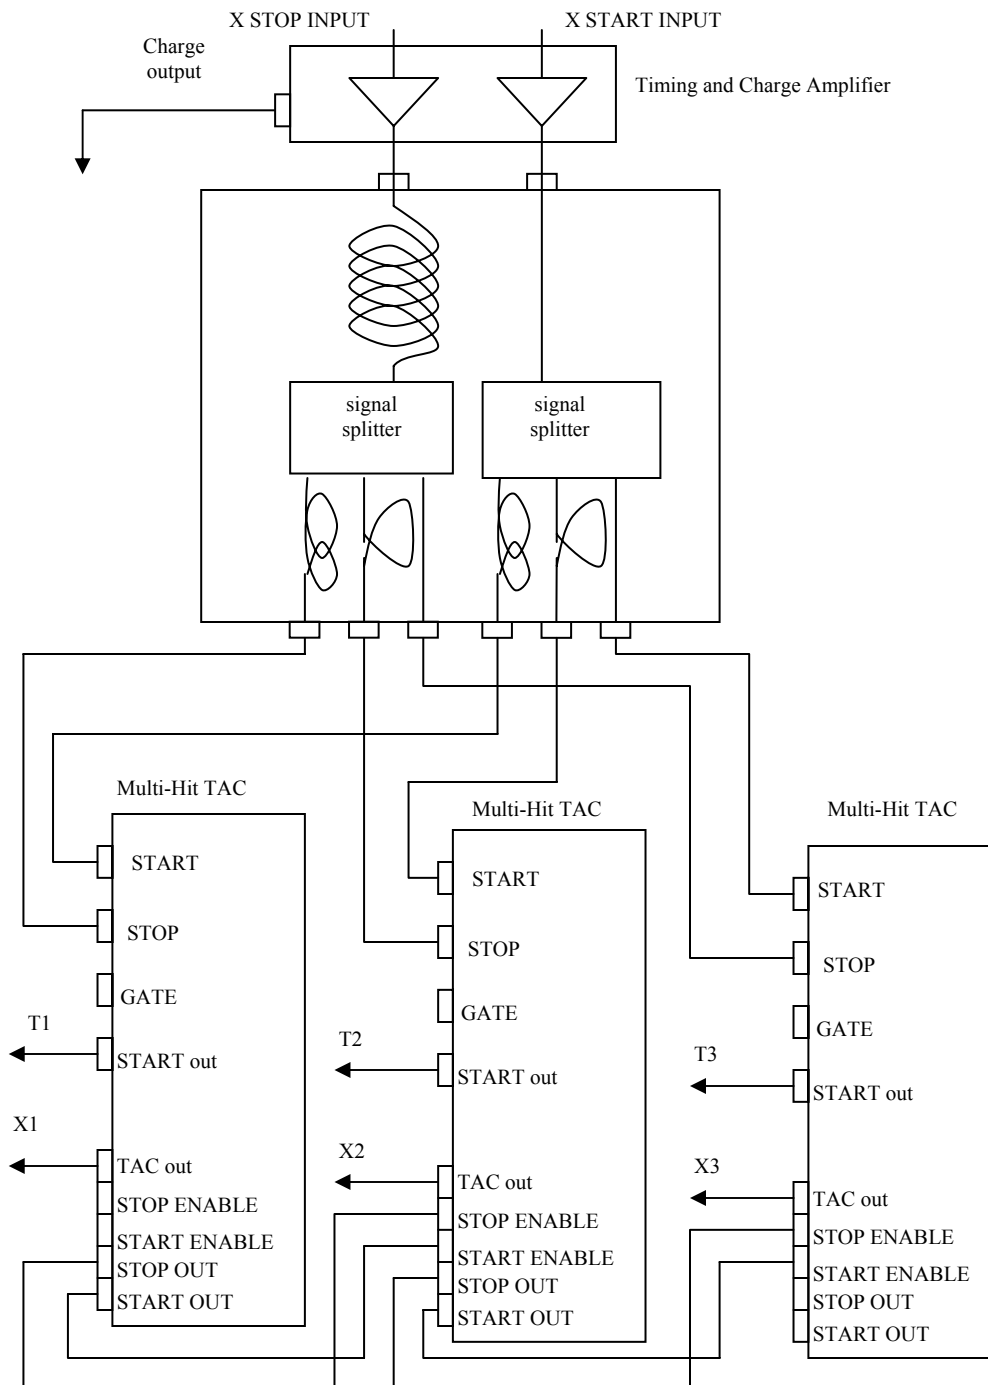 X STOP INPUT
X START INPUT
Charge
output
Timing and Charge Amplifier
signal
splitter
signal
splitter
Multi-Hit TAC
START
STOP
GATE
T1
START out
X1
TAC out
STOP ENABLE
START ENABLE
STOP OUT
START OUT
Multi-Hit TAC
START
STOP
GATE
T2
START out
X2
TAC out
STOP ENABLE
START ENABLE
STOP OUT
START OUT
Multi-Hit TAC
START
STOP
GATE
T3
START out
X3
TAC out
STOP ENABLE
START ENABLE
STOP OUT
START OUT